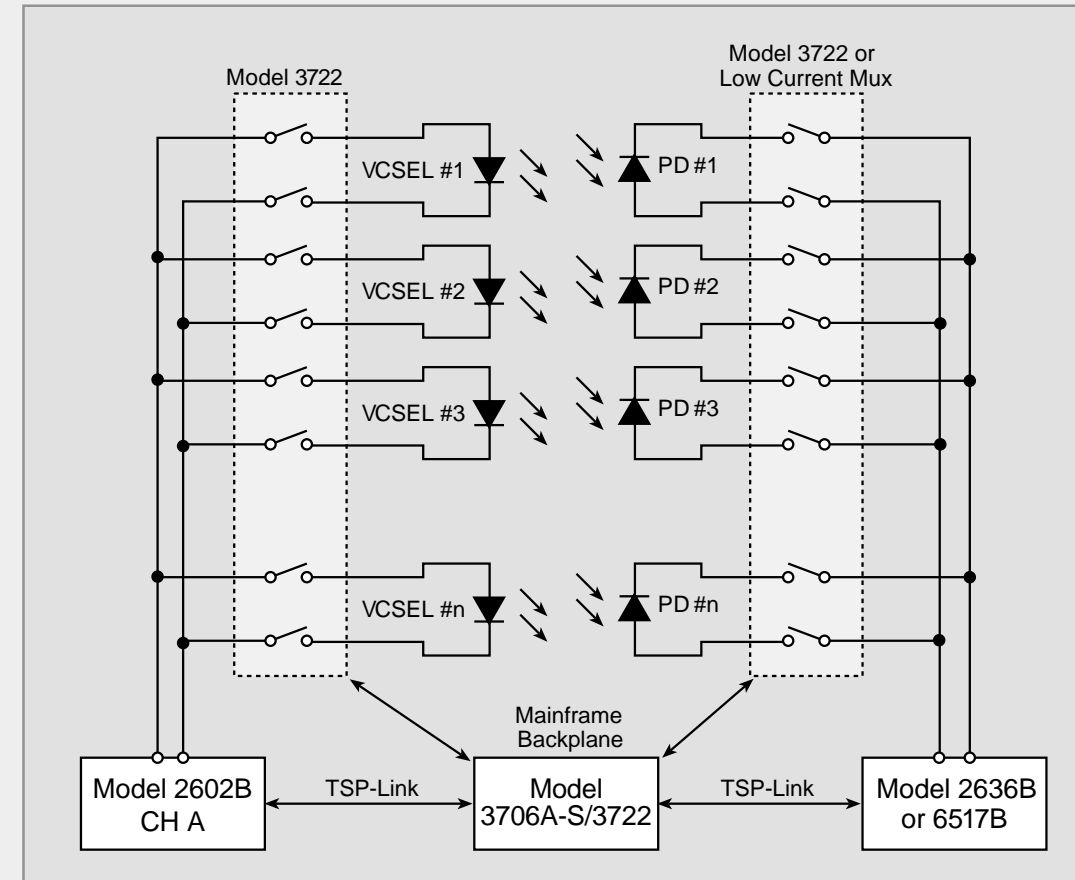 Model 3722
Model 3722 or
Low Current Mux
VCSEL #1
PD #1
VCSEL #2
PD #2
VCSEL #3
PD #3
VCSEL #n
PD #n
Mainframe
Backplane
Model 2602B
CH A
TSP-Link
Model
3706A-S/3722
TSP-Link
Model 2636B
or 6517B